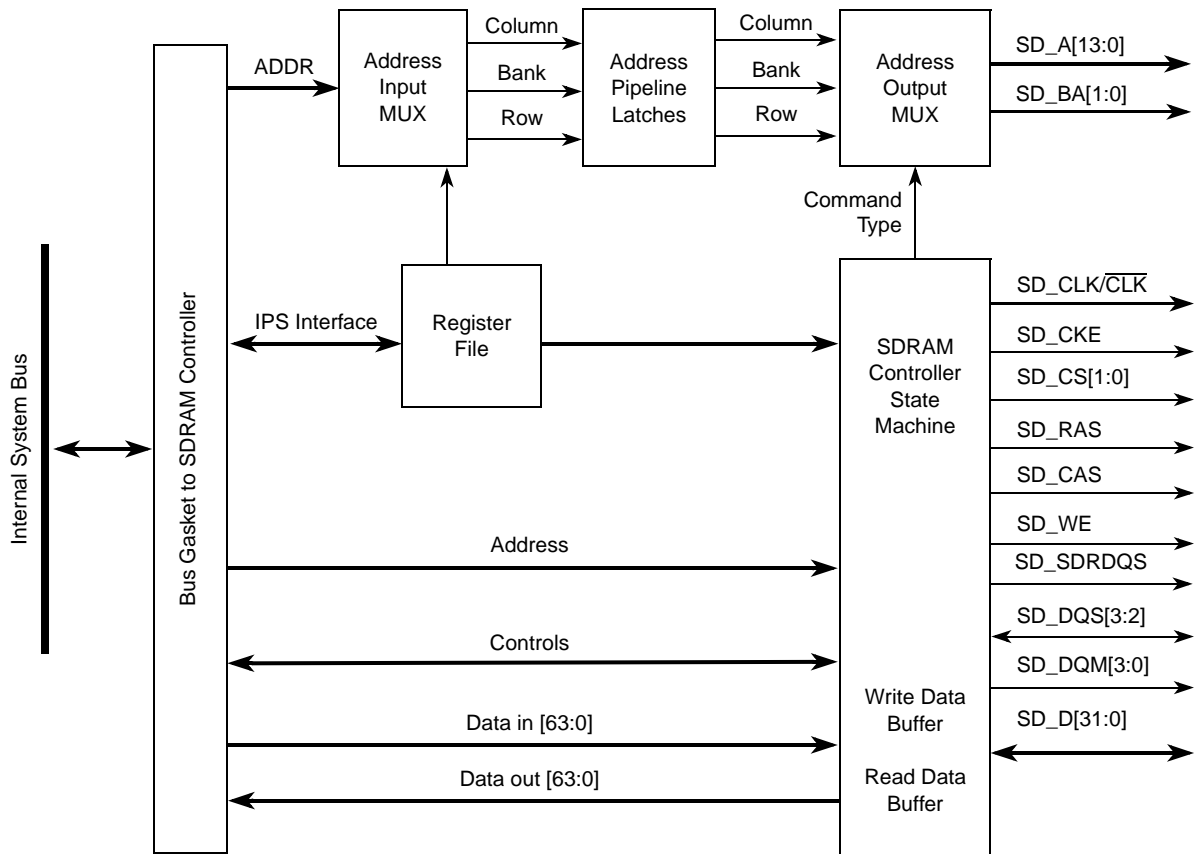 Internal System Bus
Bus Gasket to SDRAM Controller
ADDR
Address
Input
MUX
Column
Bank
Row
Address
Pipeline
Latches
Column
Bank
Row
Address
Output
MUX
SD_A[13:0]
SD_BA[1:0]
Command
Type
IPS Interface
Register
File
SDRAM
Controller
State
Machine
SD_CLK/C̅L̅K̅
SD_CKE
SD_CS[1:0]
SD_RAS
SD_CAS
SD_WE
SD_SDRDQS
SD_DQS[3:2]
SD_DQM[3:0]
SD_D[31:0]
Address
Controls
Data in [63:0]
Data out [63:0]
Write Data
Buffer
Read Data
Buffer